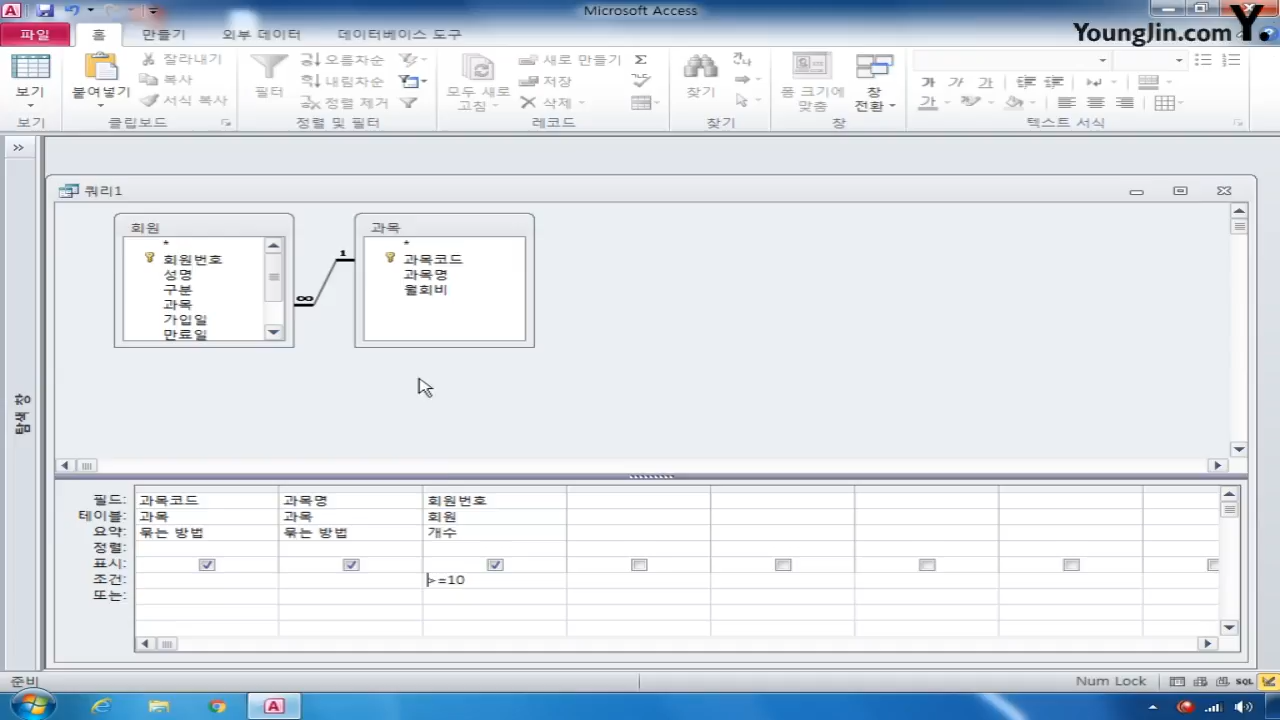 Microsoft Access
YoungJin.com Y.
파일 홈 만들기 외부 데이터 데이터베이스 도구
보기 붙여넣기 잘라내기 복사 서식 복사
필터 오름차순 내림차순 정렬 제거
모두 새로 고침 새로 만들기 저장 삭제
찾기 폼 크기에 맞춤 창 전환
가 가 가
가
보기 클립보드 정렬 및 필터 레코드 찾기 창 텍스트 서식
쿼리1
회원
*
회원번호
성명
구분
과목
가입일
만료일
∞ 1
과목
*
과목코드
과목명
월회비
탐색 창
필드: 과목코드 과목명 회원번호
테이블: 과목 과목 회원
요약: 묶는 방법 묶는 방법 개수
정렬:
표시:
조건: >=10
또는:
준비 Num Lock SQL